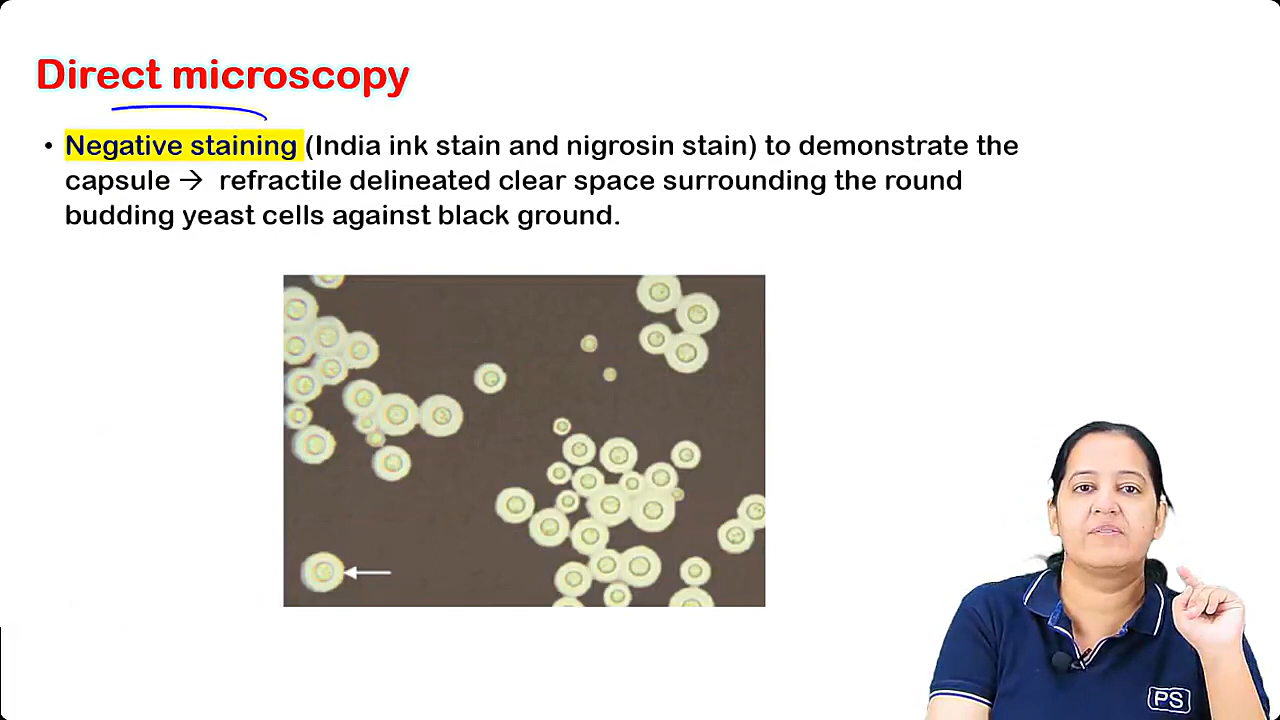 Direct microscopy
• Negative staining (India ink stain and nigrosin stain) to demonstrate the
capsule → refractile delineated clear space surrounding the round
budding yeast cells against black ground.
PS